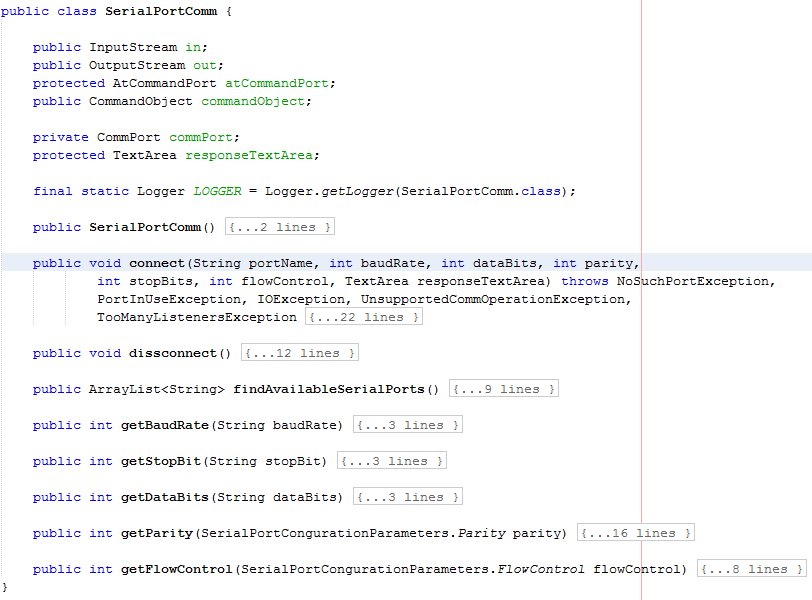 public class SerialPortComm {
public InputStream in;
public OutputStream out;
protected AtCommandPort atCommandPort;
public CommandObject commandObject;
private CommPort commPort;
protected TextArea responseTextArea;
final static Logger LOGGER = Logger.getLogger(SerialPortComm.class);
public SerialPortComm() {...2 lines }
public void connect(String portName, int baudRate, int dataBits, int parity,
int stopBits, int flowControl, TextArea responseTextArea) throws NoSuchPortException,
PortInUseException, IOException, UnsupportedCommOperationException,
TooManyListenersException {...22 lines }
public void dissconnect() {...12 lines }
public ArrayList<String> findAvailableSerialPorts() {...9 lines }
public int getBaudRate(String baudRate) {...3 lines }
public int getStopBit(String stopBit) {...3 lines }
public int getDataBits(String dataBits) {...3 lines }
public int getParity(SerialPortCongurationParameters.Parity parity) {...16 lines }
public int getFlowControl(SerialPortCongurationParameters.FlowControl flowControl) {...8 lines }
}